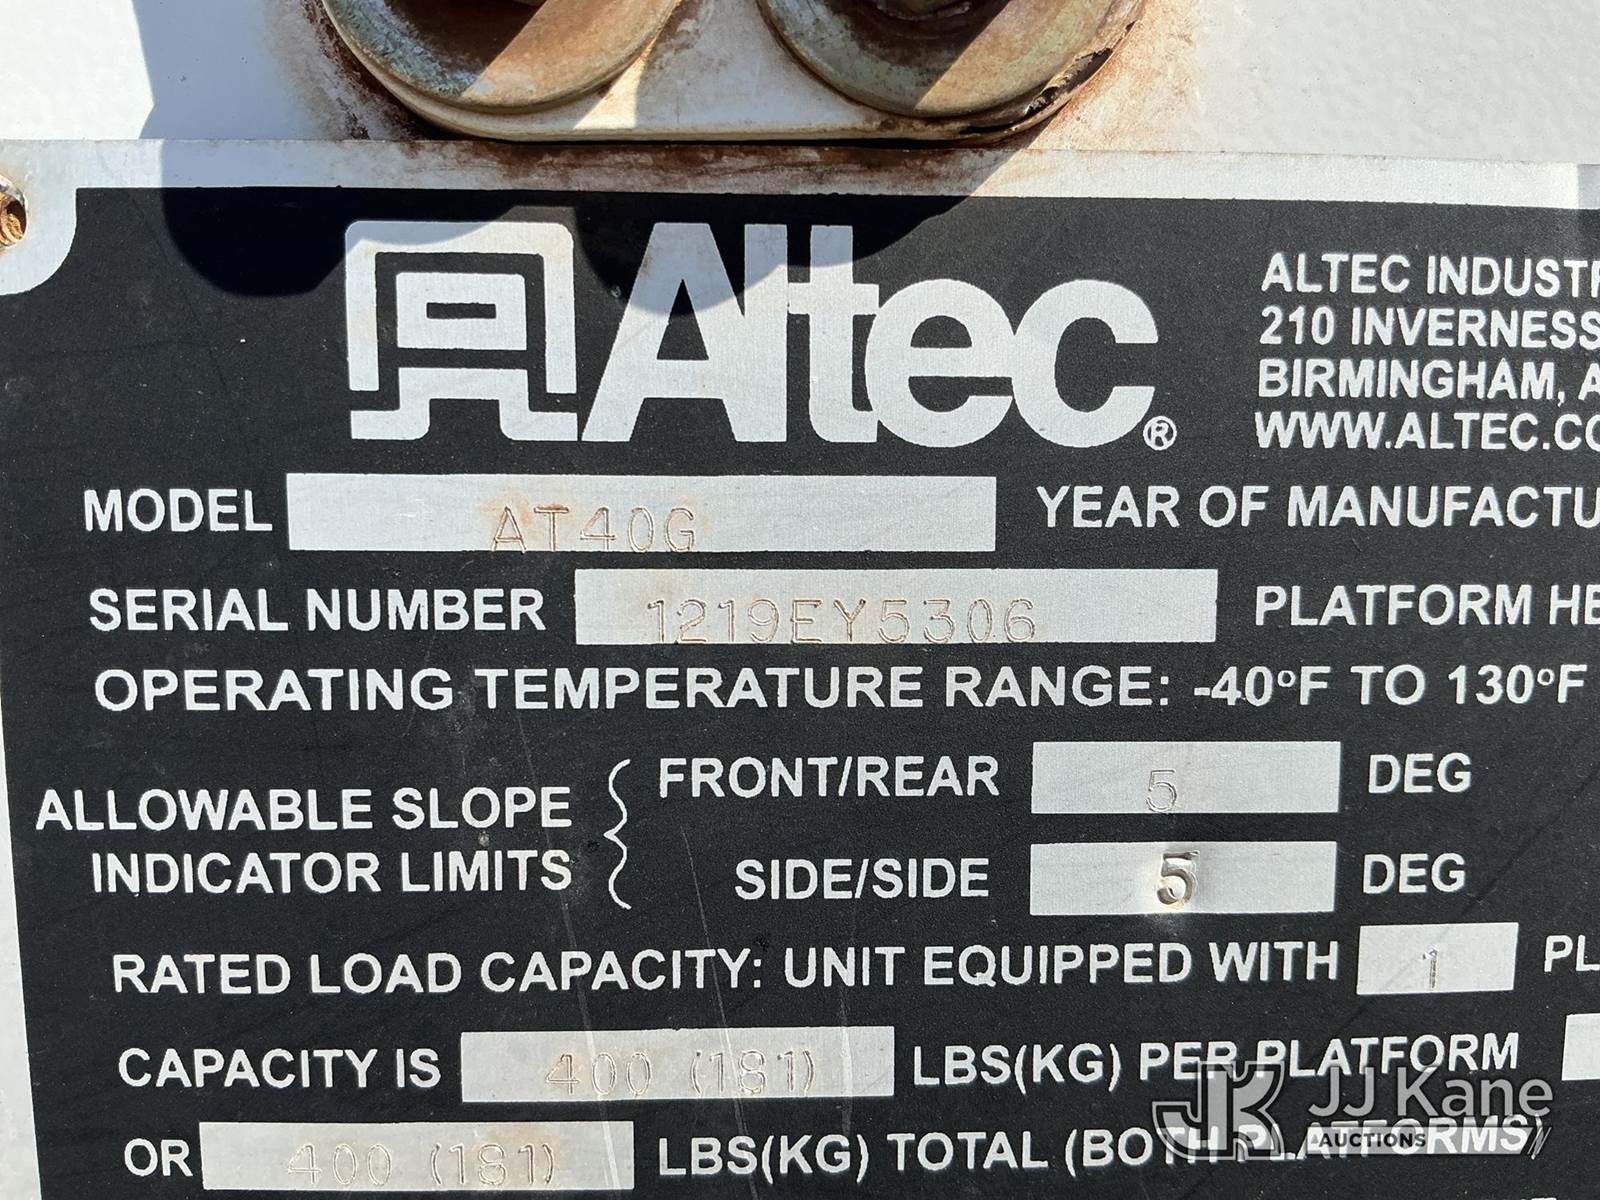 Altec®
ALTEC INDUSTR
210 INVERNESS
BIRMINGHAM, A
WWW.ALTEC.CO
MODEL AT40G YEAR OF MANUFACTU
SERIAL NUMBER 1219EY5306 PLATFORM HE
OPERATING TEMPERATURE RANGE: -40°F TO 130°F
ALLOWABLE SLOPE INDICATOR LIMITS
FRONT/REAR 5 DEG
SIDE/SIDE 5 DEG
RATED LOAD CAPACITY: UNIT EQUIPPED WITH 1 PL
CAPACITY IS 400 (181) LBS(KG) PER PLATFORM
OR 400 (181) LBS(KG) TOTAL (BOTH PLATFORMS)
JK JJ Kane
AUCTIONS